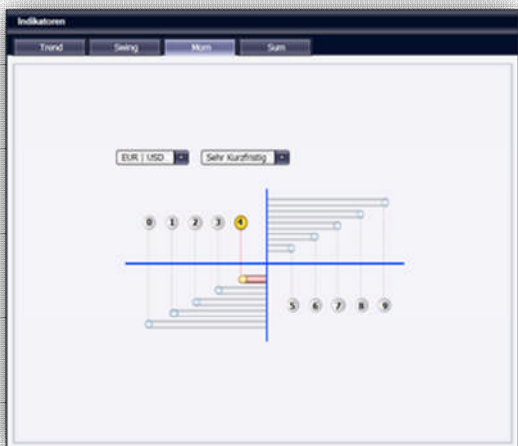 Indikatoren
Trend Swing Mom Sum
EUR | USD Sehr Kurzfristig
0 1 2 3 4
5 6 7 8 9